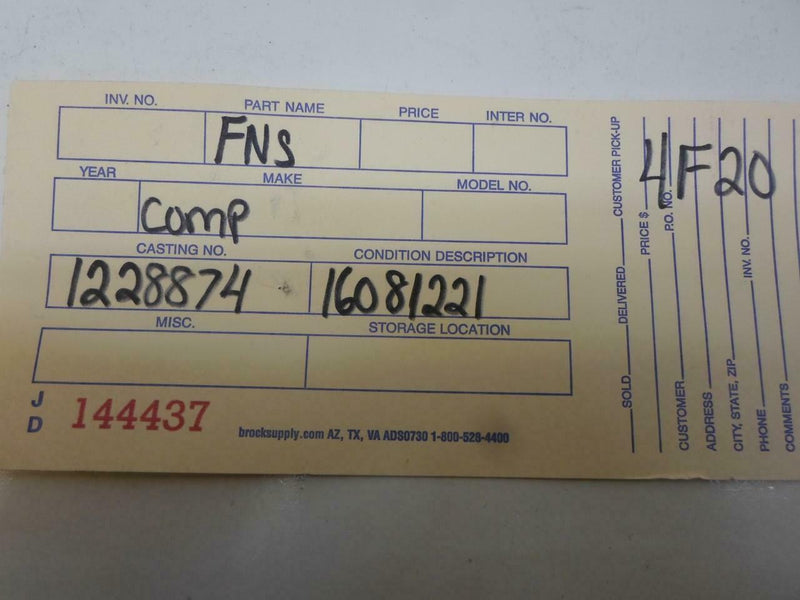 INV. NO. PART NAME PRICE INTER NO.
FNS
YEAR MAKE MODEL NO.
comp
CASTING NO. CONDITION DESCRIPTION
1228874 16081221
MISC. STORAGE LOCATION
J
D
144437
brocksupply.com AZ, TX, VA ADS0730 1-800-528-4400
SOLD DELIVERED CUSTOMER PICK-UP
PRICE $
P.O. NO.
CUSTOMER
ADDRESS
CITY, STATE, ZIP INV. NO.
PHONE
COMMENTS
4F20